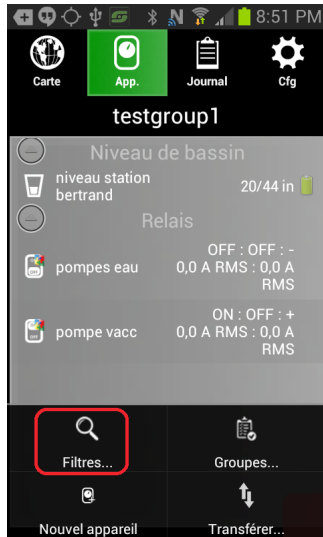 8:51 PM
Carte
App.
Journal
Cfg
testgroup1
Niveau de bassin
niveau station
bertrand
20/44 in
Relais
pompes eau
OFF : OFF : -
0,0 A RMS : 0,0 A
RMS
pompe vacc
ON : OFF : +
0,0 A RMS : 0,0 A
RMS
Filtres...
Groupes...
Nouvel appareil
Transférer...